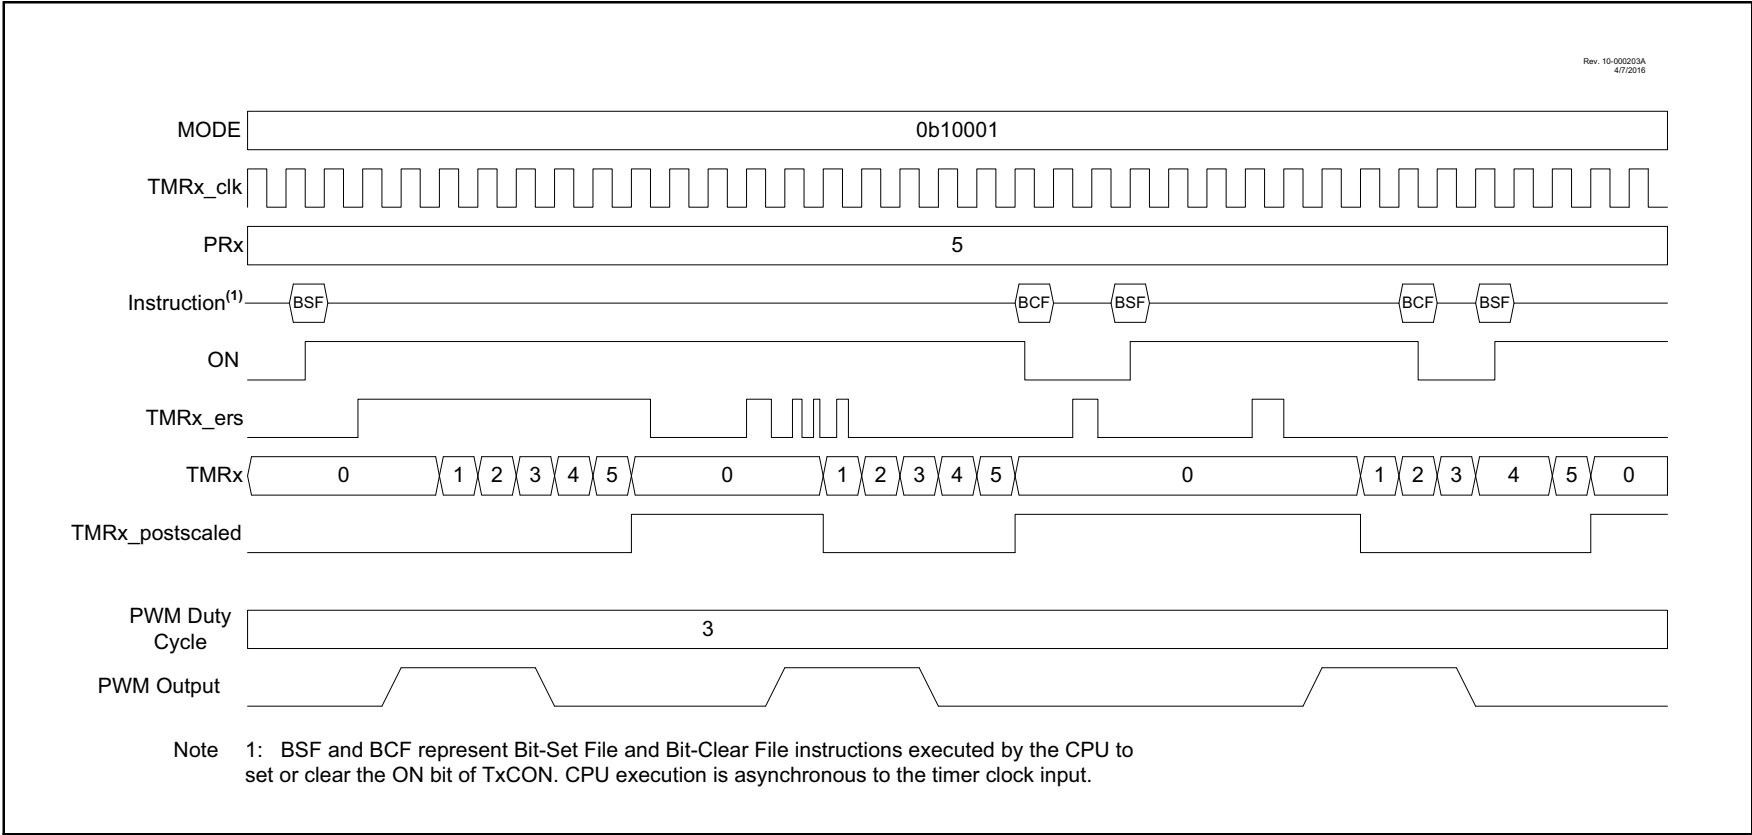 Rev. 10-000203A
4/7/2016
MODE 0b10001
TMRx_clk
PRx 5
Instruction(1) BSF BCF BSF BCF BSF
ON
TMRx_ers
TMRx 0 1 2 3 4 5 0 1 2 3 4 5 0 1 2 3 4 5 0
TMRx_postscaled
PWM Duty
Cycle 3
PWM Output
Note 1: BSF and BCF represent Bit-Set File and Bit-Clear File instructions executed by the CPU to
set or clear the ON bit of TxCON. CPU execution is asynchronous to the timer clock input.